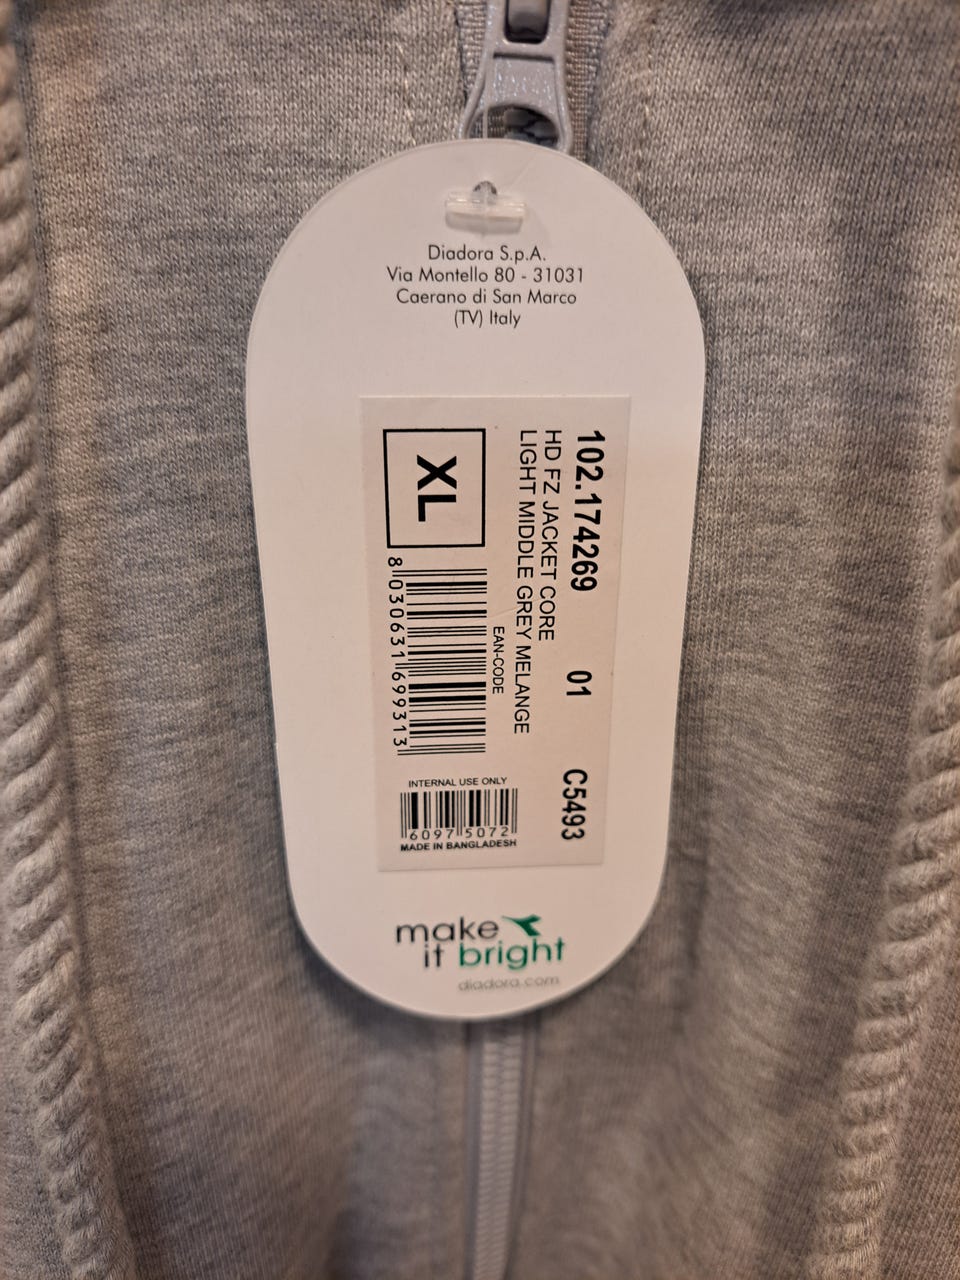 Diadora S.p.A.
Via Montello 80 - 31031
Caerano di San Marco
(TV) Italy
102.174269 01 C5493
HD FZ JACKET CORE
LIGHT MIDDLE GREY MELANGE
XL
EAN-CODE
8 030631 699313
INTERNAL USE ONLY
6097 5072
MADE IN BANGLADESH
make
it bright
diadora.com